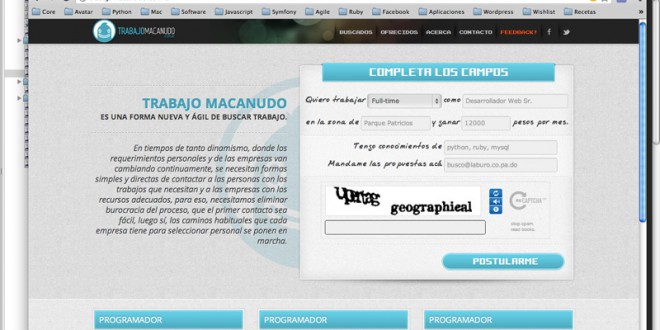 Core Avatar Python Mac Software Javascript Symfony Agile Ruby Facebook Aplicaciones Wordpress Wishlist Recetas »
TRABAJOMACANUDO
BUSCADOS OFRECIDOS ACERCA CONTACTO FEEDBACK!
COMPLETA LOS CAMPOS
TRABAJO MACANUDO
ES UNA FORMA NUEVA Y ÁGIL DE BUSCAR TRABAJO.
En tiempos de tanto dinamismo, donde los
requerimientos personales y de las empresas van
cambiando continuamente, se necesitan formas
simples y directas de contactar a las personas con los
trabajos que necesitan y a las empresas con los
recursos adecuados, para eso, necesitamos eliminar
burocracia del proceso, que el primer contacto sea
fácil, luego sí, los caminos habituales que cada
empresa tiene para seleccionar personal se ponen en
marcha.
Quiero trabajar Full-time como Desarrollador Web Sr.
en la zona de Parque Patricios y ganar 12000 pesos por mes.
Tengo conocimientos de python, ruby, mysql
Mandame las propuestas acá busco@laburo.co.pa.do
geographieal
stop spam.
read books.
POSTULARME
PROGRAMADOR PROGRAMADOR PROGRAMADOR